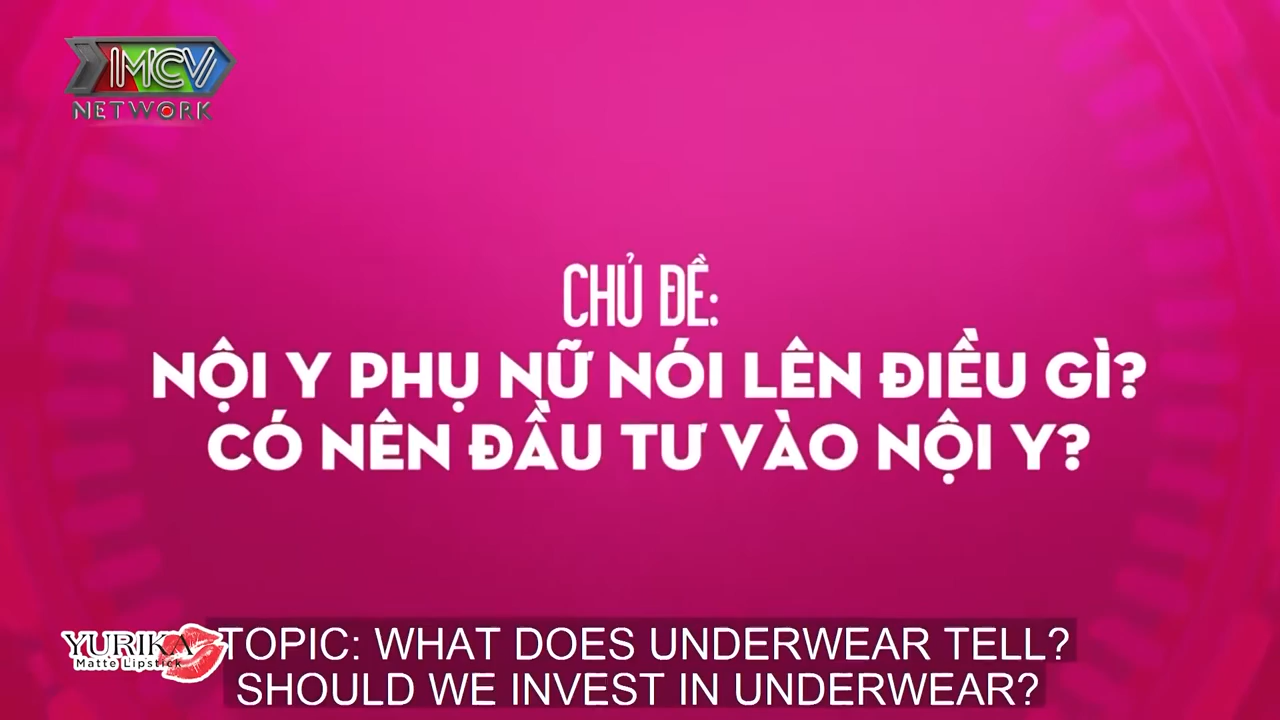 MCV
NETWORK
CHỦ ĐỀ:
NỘI Y PHỤ NỮ NÓI LÊN ĐIỀU GÌ?
CÓ NÊN ĐẦU TƯ VÀO NỘI Y?
YURIKA
Matte Lipstick
TOPIC: WHAT DOES UNDERWEAR TELL?
SHOULD WE INVEST IN UNDERWEAR?